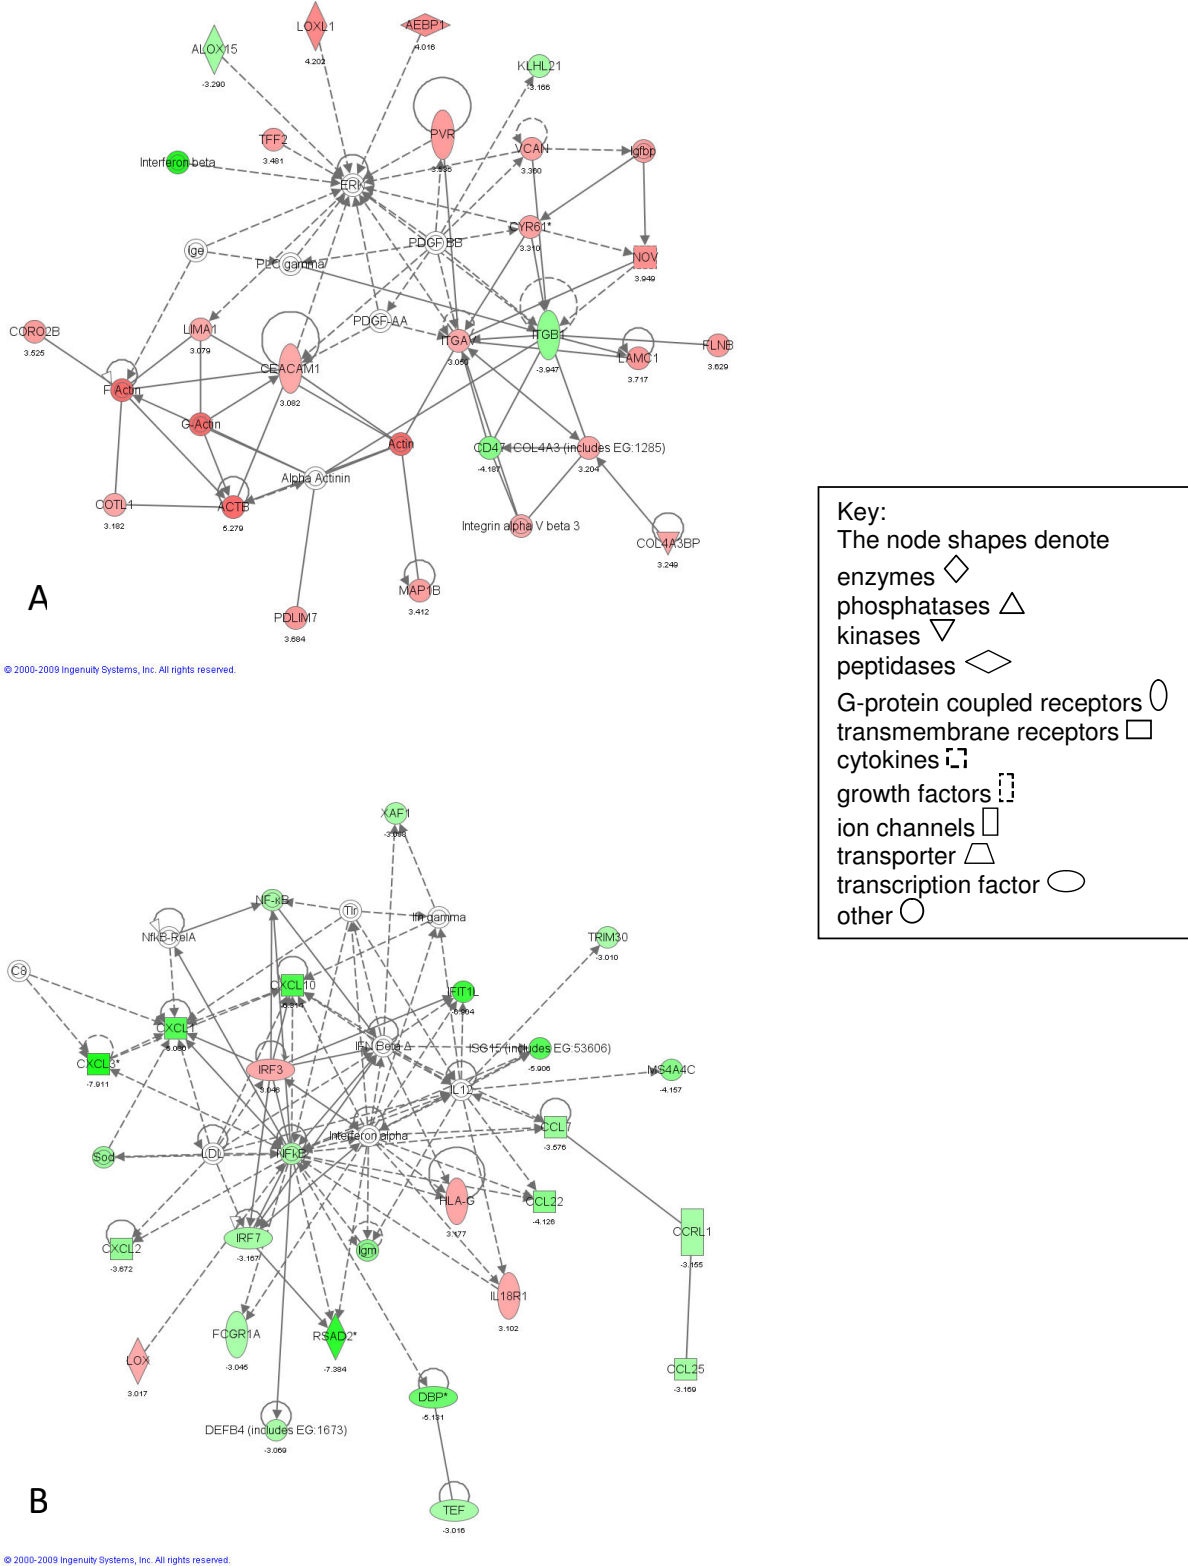 LOXL1
4.202
AEBP1
4.016
ALOX15
-3.290
KLHL21
-3.166
TFF2
3.481
PVR
Interferon beta
VCAN
3.360
Igfbp
ERK
CYR61*
3.310
PDGF BB
Ige
PLC gamma
NOV
3.949
PDGF-AA
CORO2B
3.525
LIMA1
3.079
ITGAV
ITGB1
-3.947
LAMC1
3.717
FLNB
3.629
CEACAM1
3.082
F Actin
G-Actin
Actin
CD47
-4.187
COL4A3 (includes EG:1285)
3.204
Alpha Actinin
COTL1
3.182
ACTB
5.279
Integrin alpha V beta 3
COL4A3BP
3.249
MAP1B
3.412
PDLIM7
3.684
A
© 2000-2009 Ingenuity Systems, Inc. All rights reserved.
Key:
The node shapes denote
enzymes
phosphatases
kinases
peptidases
G-protein coupled receptors
transmembrane receptors
cytokines
growth factors
ion channels
transporter
transcription factor
other
XAF1
NF-κB
Tlr
Ifn gamma
NfkB-RelA
TRIM30
-3.010
C8
CXCL10
IFIT1L
CXCL
IFN Beta
ISG15 (includes EG:53606)
-5.906
CXCL3*
-7.911
IRF3
IL12
MS4A4C
-4.157
CCL7
-3.576
Interferon alpha
Sod
LDL
NFkB
HLA-G
3.177
CCL22
-4.126
CCRL1
-3.155
IRF7
-3.167
Igm
CXCL2
-3.672
IL18R1
3.102
FCGR1A
-3.045
RSAD2*
-7.384
LOX
3.017
CCL25
-3.169
DBP*
-5.131
DEFB4 (includes EG:1673)
-3.069
TEF
-3.016
B
© 2000-2009 Ingenuity Systems, Inc. All rights reserved.